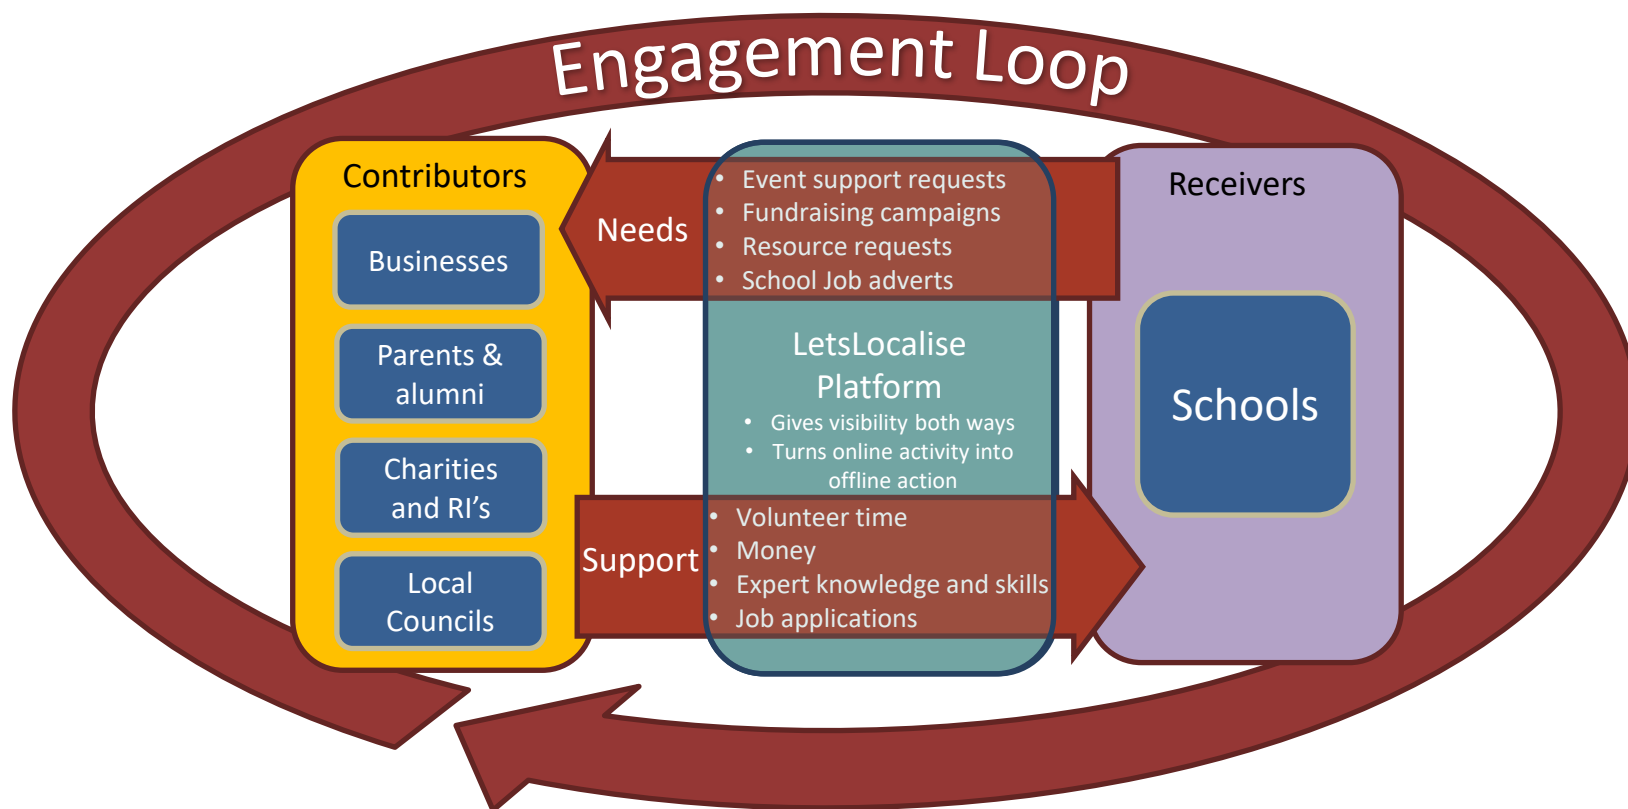 Engagement Loop
Contributors
Businesses
Parents &
alumni
Charities
and RI's
Local
Councils
Needs
• Event support requests
• Fundraising campaigns
• Resource requests
• School Job adverts
LetsLocalise
Platform
• Gives visibility both ways
• Turns online activity into
offline action
Support
• Volunteer time
• Money
• Expert knowledge and skills
• Job applications
Receivers
Schools